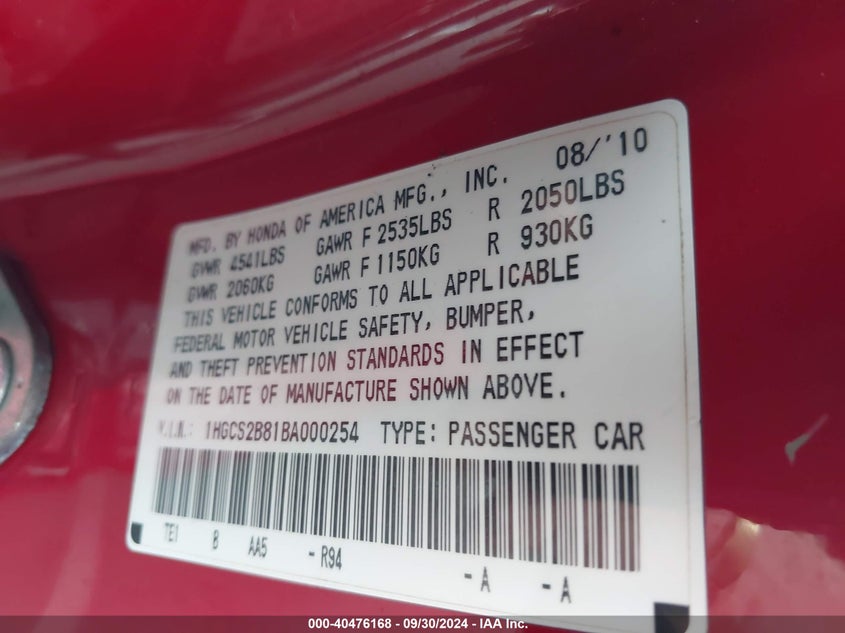 08/'10
MFD. BY HONDA OF AMERICA MFG., INC.
GVWR 4541LBS GAWR F 2535LBS R 2050LBS
GVWR 2060KG GAWR F 1150KG R 930KG
THIS VEHICLE CONFORMS TO ALL APPLICABLE
FEDERAL MOTOR VEHICLE SAFETY, BUMPER,
AND THEFT PREVENTION STANDARDS IN EFFECT
ON THE DATE OF MANUFACTURE SHOWN ABOVE.
V.I.N.: 1HGCS2B81BA000254 TYPE: PASSENGER CAR
TE1 B AA5 - R94 - A - A
000-40476168 - 09/30/2024 - IAA Inc.